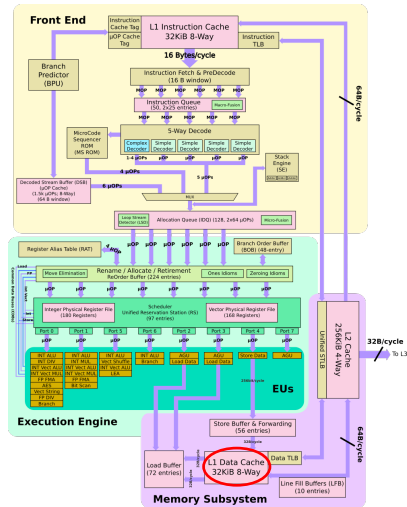 Front End
Instruction
Cache Tag
µOP Cache
Tag
L1 Instruction Cache
32KiB 8-Way
Instruction
TLB
16 Bytes/cycle
Branch
Predictor
(BPU)
Instruction Fetch & PreDecode
(16 B window)
MOP MOP MOP MOP MOP MOP
Instruction Queue
(50, 2x25 entries)
Macro-Fusion
MOP MOP MOP MOP MOP
64B/cycle
MicroCode
Sequencer
ROM
(MS ROM)
5-Way Decode
Complex
Decoder
Simple
Decoder
Simple
Decoder
Simple
Decoder
Simple
Decoder
1-4 µOPs µOP µOP µOP µOP
Stack
Engine
(SE)
4 µOPs
5 µOPs
Decoded Stream Buffer (DSB)
(µOP Cache)
(1.5k µOPs; 8-Way)
(64 B window)
6 µOPs
MUX
Loop Stream
Detector (LSD)
Allocation Queue (IDQ) (128, 2x64 µOPs)
Micro-Fusion
µOP µOP µOP µOP µOP µOP
Register Alias Table (RAT)
Branch Order Buffer
(BOB) (48-entry)
Rename / Allocate / Retirement
ReOrder Buffer (224 entries)
Move Elimination
Ones Idioms
Zeroing Idioms
µOP µOP µOP µOP µOP µOP µOP µOP
Scheduler
Unified Reservation Station (RS)
(97 entries)
Integer Physical Register File
(180 Registers)
Vector Physical Register File
(168 Registers)
Port 0 Port 1 Port 5 Port 6 Port 2 Port 3 Port 4 Port 7
µOP µOP µOP µOP µOP µOP µOP µOP
INT ALU
INT DIV
INT Vect ALU
INT Vect MUL
FP FMA
AES
Vect String
FP DIV
Branch
INT ALU
INT MUL
INT Vect ALU
INT Vect MUL
FP FMA
Bit Scan
INT ALU
Vect Shuffle
INT Vect ALU
LEA
INT ALU
Branch
AGU
Load Data
AGU
Load Data
Store Data
AGU
EUs
Execution Engine
Unified STLB
L2 Cache
256KiB 4-Way
32B/cycle
To L3
Store Buffer & Forwarding
(56 entries)
64B/cycle
Load Buffer
(72 entries)
L1 Data Cache
32KiB 8-Way
Data TLB
Line Fill Buffers (LFB)
(10 entries)
Memory Subsystem